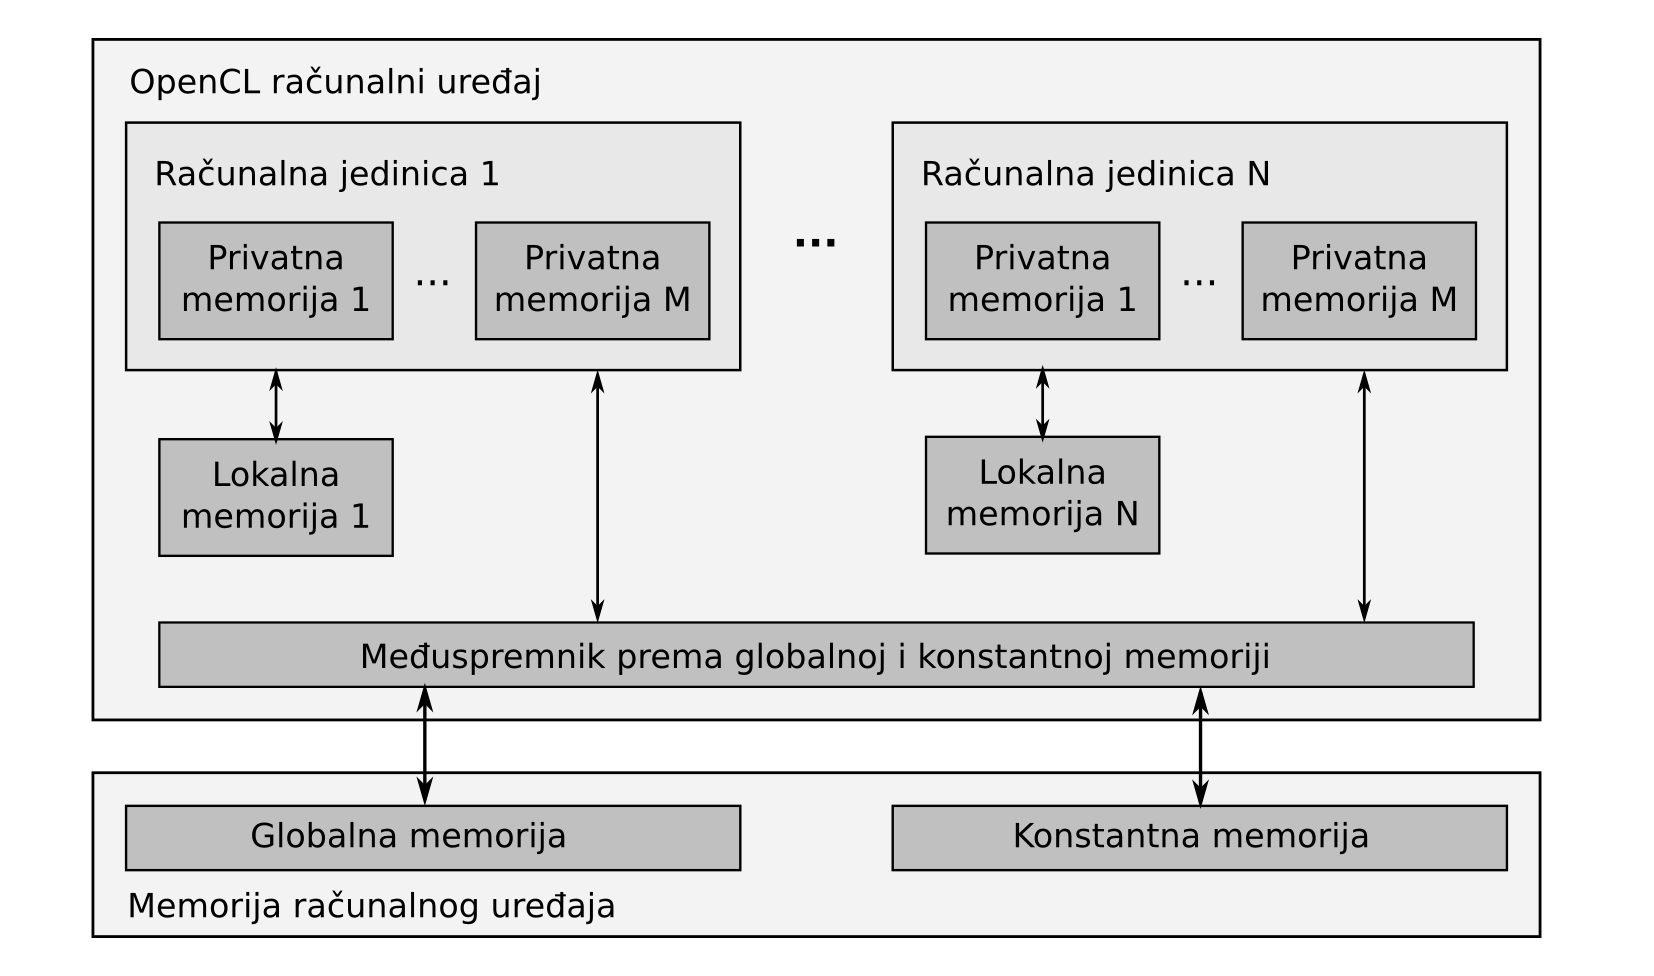 OpenCL računalni uređaj
Računalna jedinica 1
Privatna
memorija 1
...
Privatna
memorija M
...
Računalna jedinica N
Privatna
memorija 1
...
Privatna
memorija M
Lokalna
memorija 1
Lokalna
memorija N
Međuspremnik prema globalnoj i konstantnoj memoriji
Globalna memorija
Konstantna memorija
Memorija računalnog uređaja